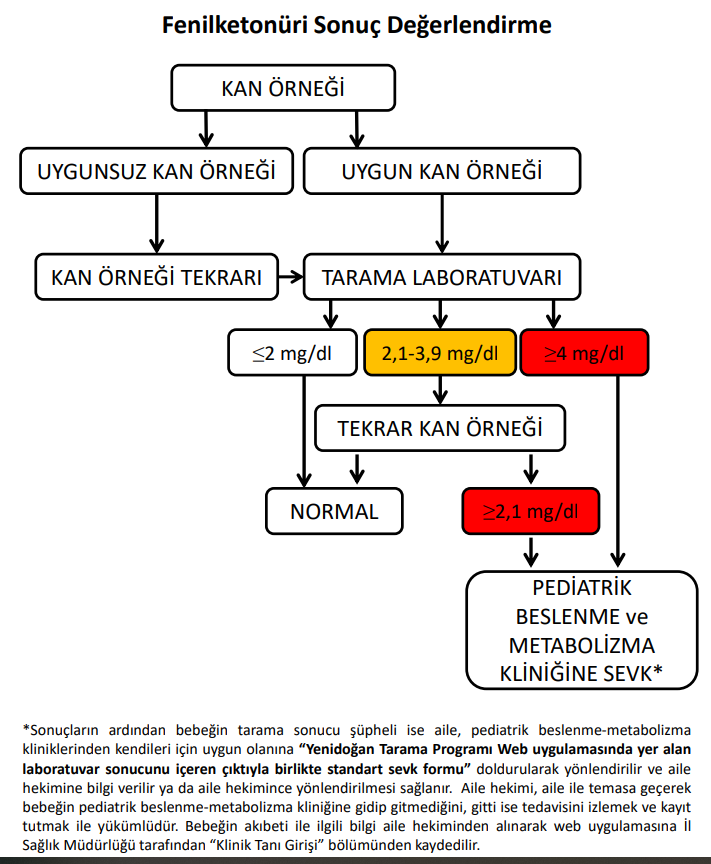 Fenilketonüri Sonuç Değerlendirme
KAN ÖRNEĞİ
UYGUNSUZ KAN ÖRNEĞİ
UYGUN KAN ÖRNEĞİ
KAN ÖRNEĞİ TEKRARI
TARAMA LABORATUVARI
≤2 mg/dl
2,1-3,9 mg/dl
≥4 mg/dl
TEKRAR KAN ÖRNEĞİ
NORMAL
≥2,1 mg/dl
PEDİATRİK
BESLENME ve
METABOLİZMA
KLİNİĞİNE SEVK*
*Sonuçların ardından bebeğin tarama sonucu şüpheli ise aile, pediatrik beslenme-metabolizma
kliniklerinden kendileri için uygun olanına “Yenidoğan Tarama Programı Web uygulamasında yer alan
laboratuvar sonucunu içeren çıktıyla birlikte standart sevk formu” doldurularak yönlendirilir ve aile
hekimine bilgi verilir ya da aile hekimince yönlendirilmesi sağlanır. Aile hekimi, aile ile temasa geçerek
bebeğin pediatrik beslenme-metabolizma kliniğine gidip gitmediğini, gitti ise tedavisini izlemek ve kayıt
tutmak ile yükümlüdür. Bebeğin akıbeti ile ilgili bilgi aile hekiminden alınarak web uygulamasına İl
Sağlık Müdürlüğü tarafından “Klinik Tanı Girişi” bölümünden kaydedilir.